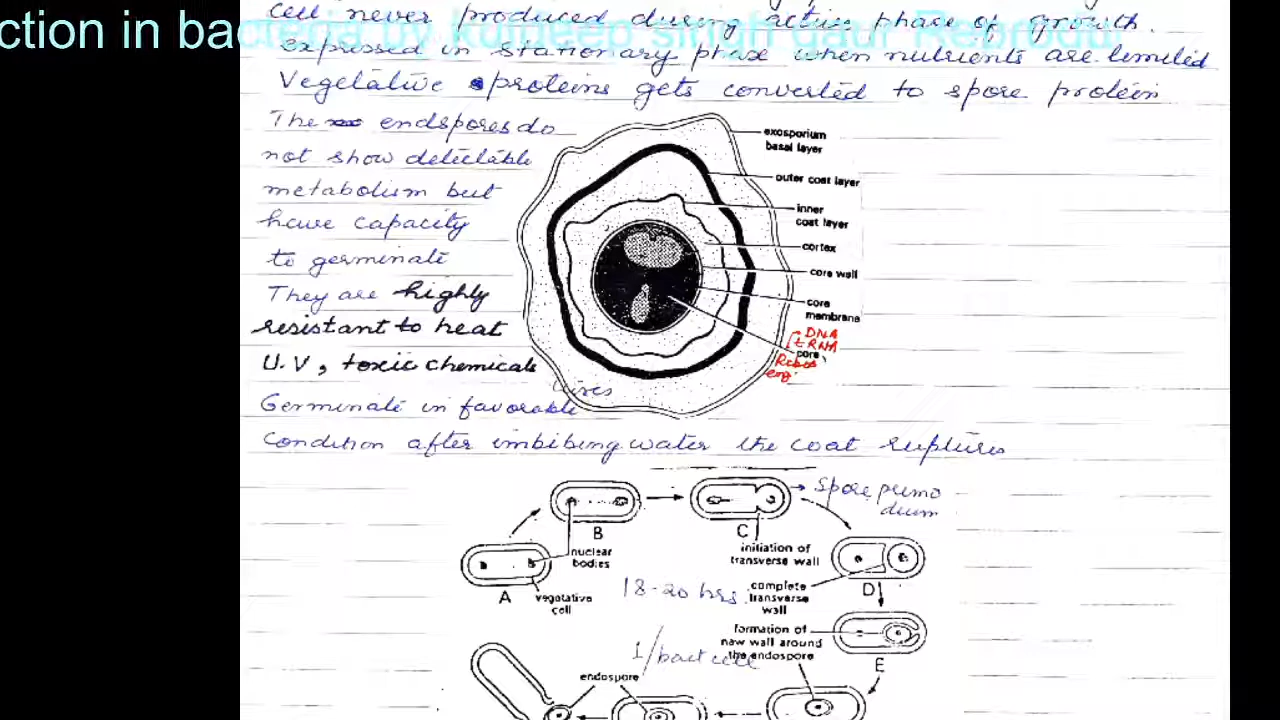 ction in bacteria by kuldeep singh gaur Reprodu
cell never produced during active phase of growth.
Expressed in stationary phase when nutrients are limited
Vegetative proteins gets converted to spore protein
The endspores do
not show detectable
metabolism but
have capacity
to germinate
They are highly
resistant to heat
U.V, toxic chemicals
Germinate in favorable
Condition after imbibing water the coat ruptures
exosporium
basal layer
outer coat layer
inner
coat layer
cortex
core wall
core
membrane
DNA
RNA
core
Ribos
eng.
Spore primo
dium
B
C
nuclear
bodies
initiation of
transverse wall
A
vegetative
cell
18-20 hrs.
complete
transverse
wall
D
formation of
new wall around
the endospore
1/bact cell
E
endospore